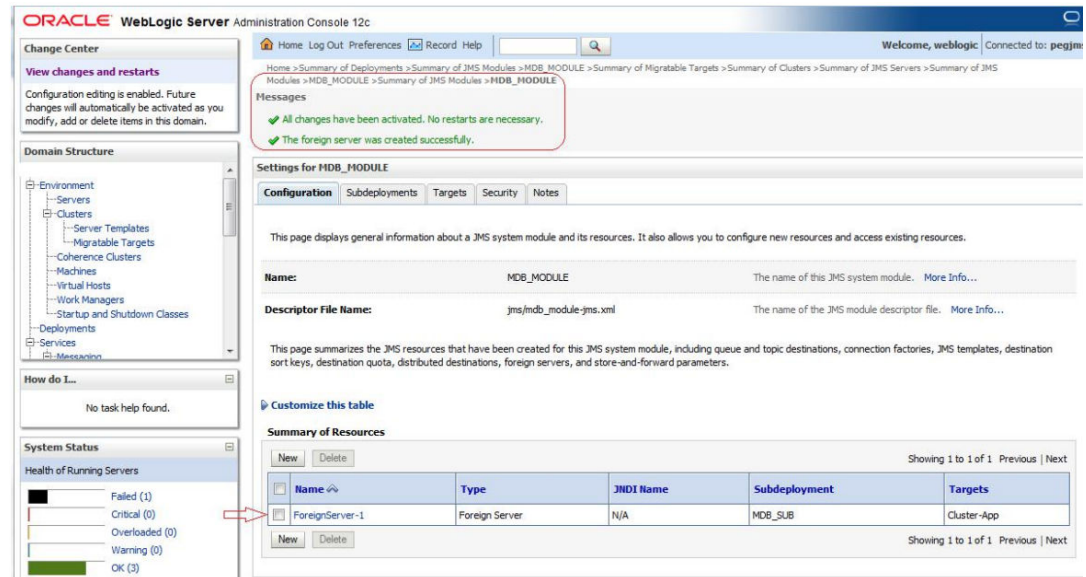 ORACLE WebLogic Server Administration Console 12c
Change Center
View changes and restarts
Configuration editing is enabled. Future
changes will automatically be activated as you
modify, add or delete items in this domain.
Domain Structure
Environment
Servers
Clusters
Server Templates
Migratable Targets
Coherence Clusters
Machines
Virtual Hosts
Work Managers
Startup and Shutdown Classes
Deployments
Services
Messaging
How do I...
No task help found.
System Status
Health of Running Servers
Failed (1)
Critical (0)
Overloaded (0)
Warning (0)
OK (3)
Home Log Out Preferences Record Help
Welcome, weblogic Connected to: pegjms
Home >Summary of Deployments >Summary of JMS Modules >MDB_MODULE >Summary of Migratable Targets >Summary of Clusters >Summary of JMS Servers >Summary of JMS
Modules >MDB_MODULE >Summary of JMS Modules >MDB_MODULE
Messages
All changes have been activated. No restarts are necessary.
The foreign server was created successfully.
Settings for MDB_MODULE
Configuration Subdeployments Targets Security Notes
This page displays general information about a JMS system module and its resources. It also allows you to configure new resources and access existing resources.
Name: MDB_MODULE The name of this JMS system module. More Info...
Descriptor File Name: jms/mdb_module-jms.xml The name of the JMS module descriptor file. More Info...
This page summarizes the JMS resources that have been created for this JMS system module, including queue and topic destinations, connection factories, JMS templates, destination
sort keys, destination quota, distributed destinations, foreign servers, and store-and-forward parameters.
Customize this table
Summary of Resources
New Delete Showing 1 to 1 of 1 Previous | Next
Name Type JNDI Name Subdeployment Targets
ForeignServer-1 Foreign Server N/A MDB_SUB Cluster-App
New Delete Showing 1 to 1 of 1 Previous | Next